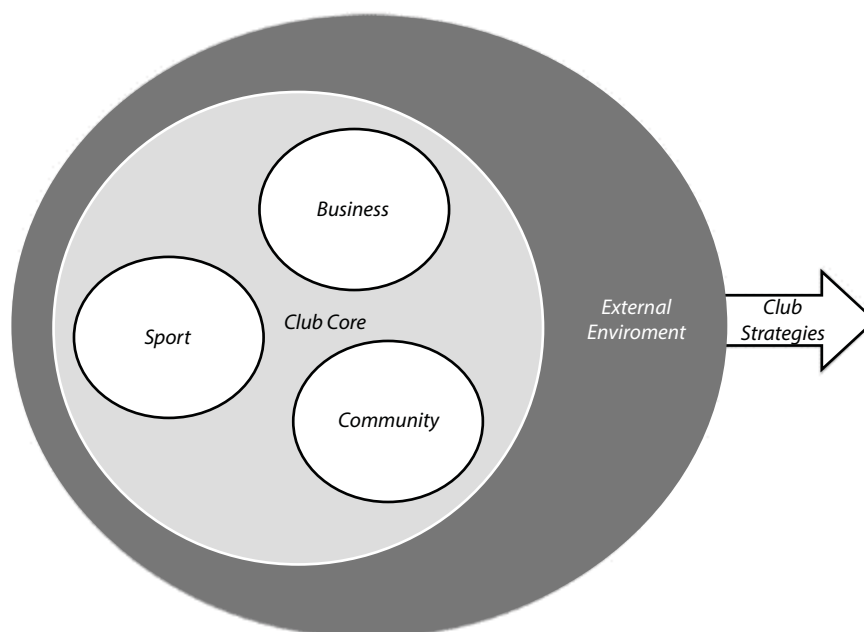 Business
Sport
Club Core
Community
External
Enviroment
Club
Strategies